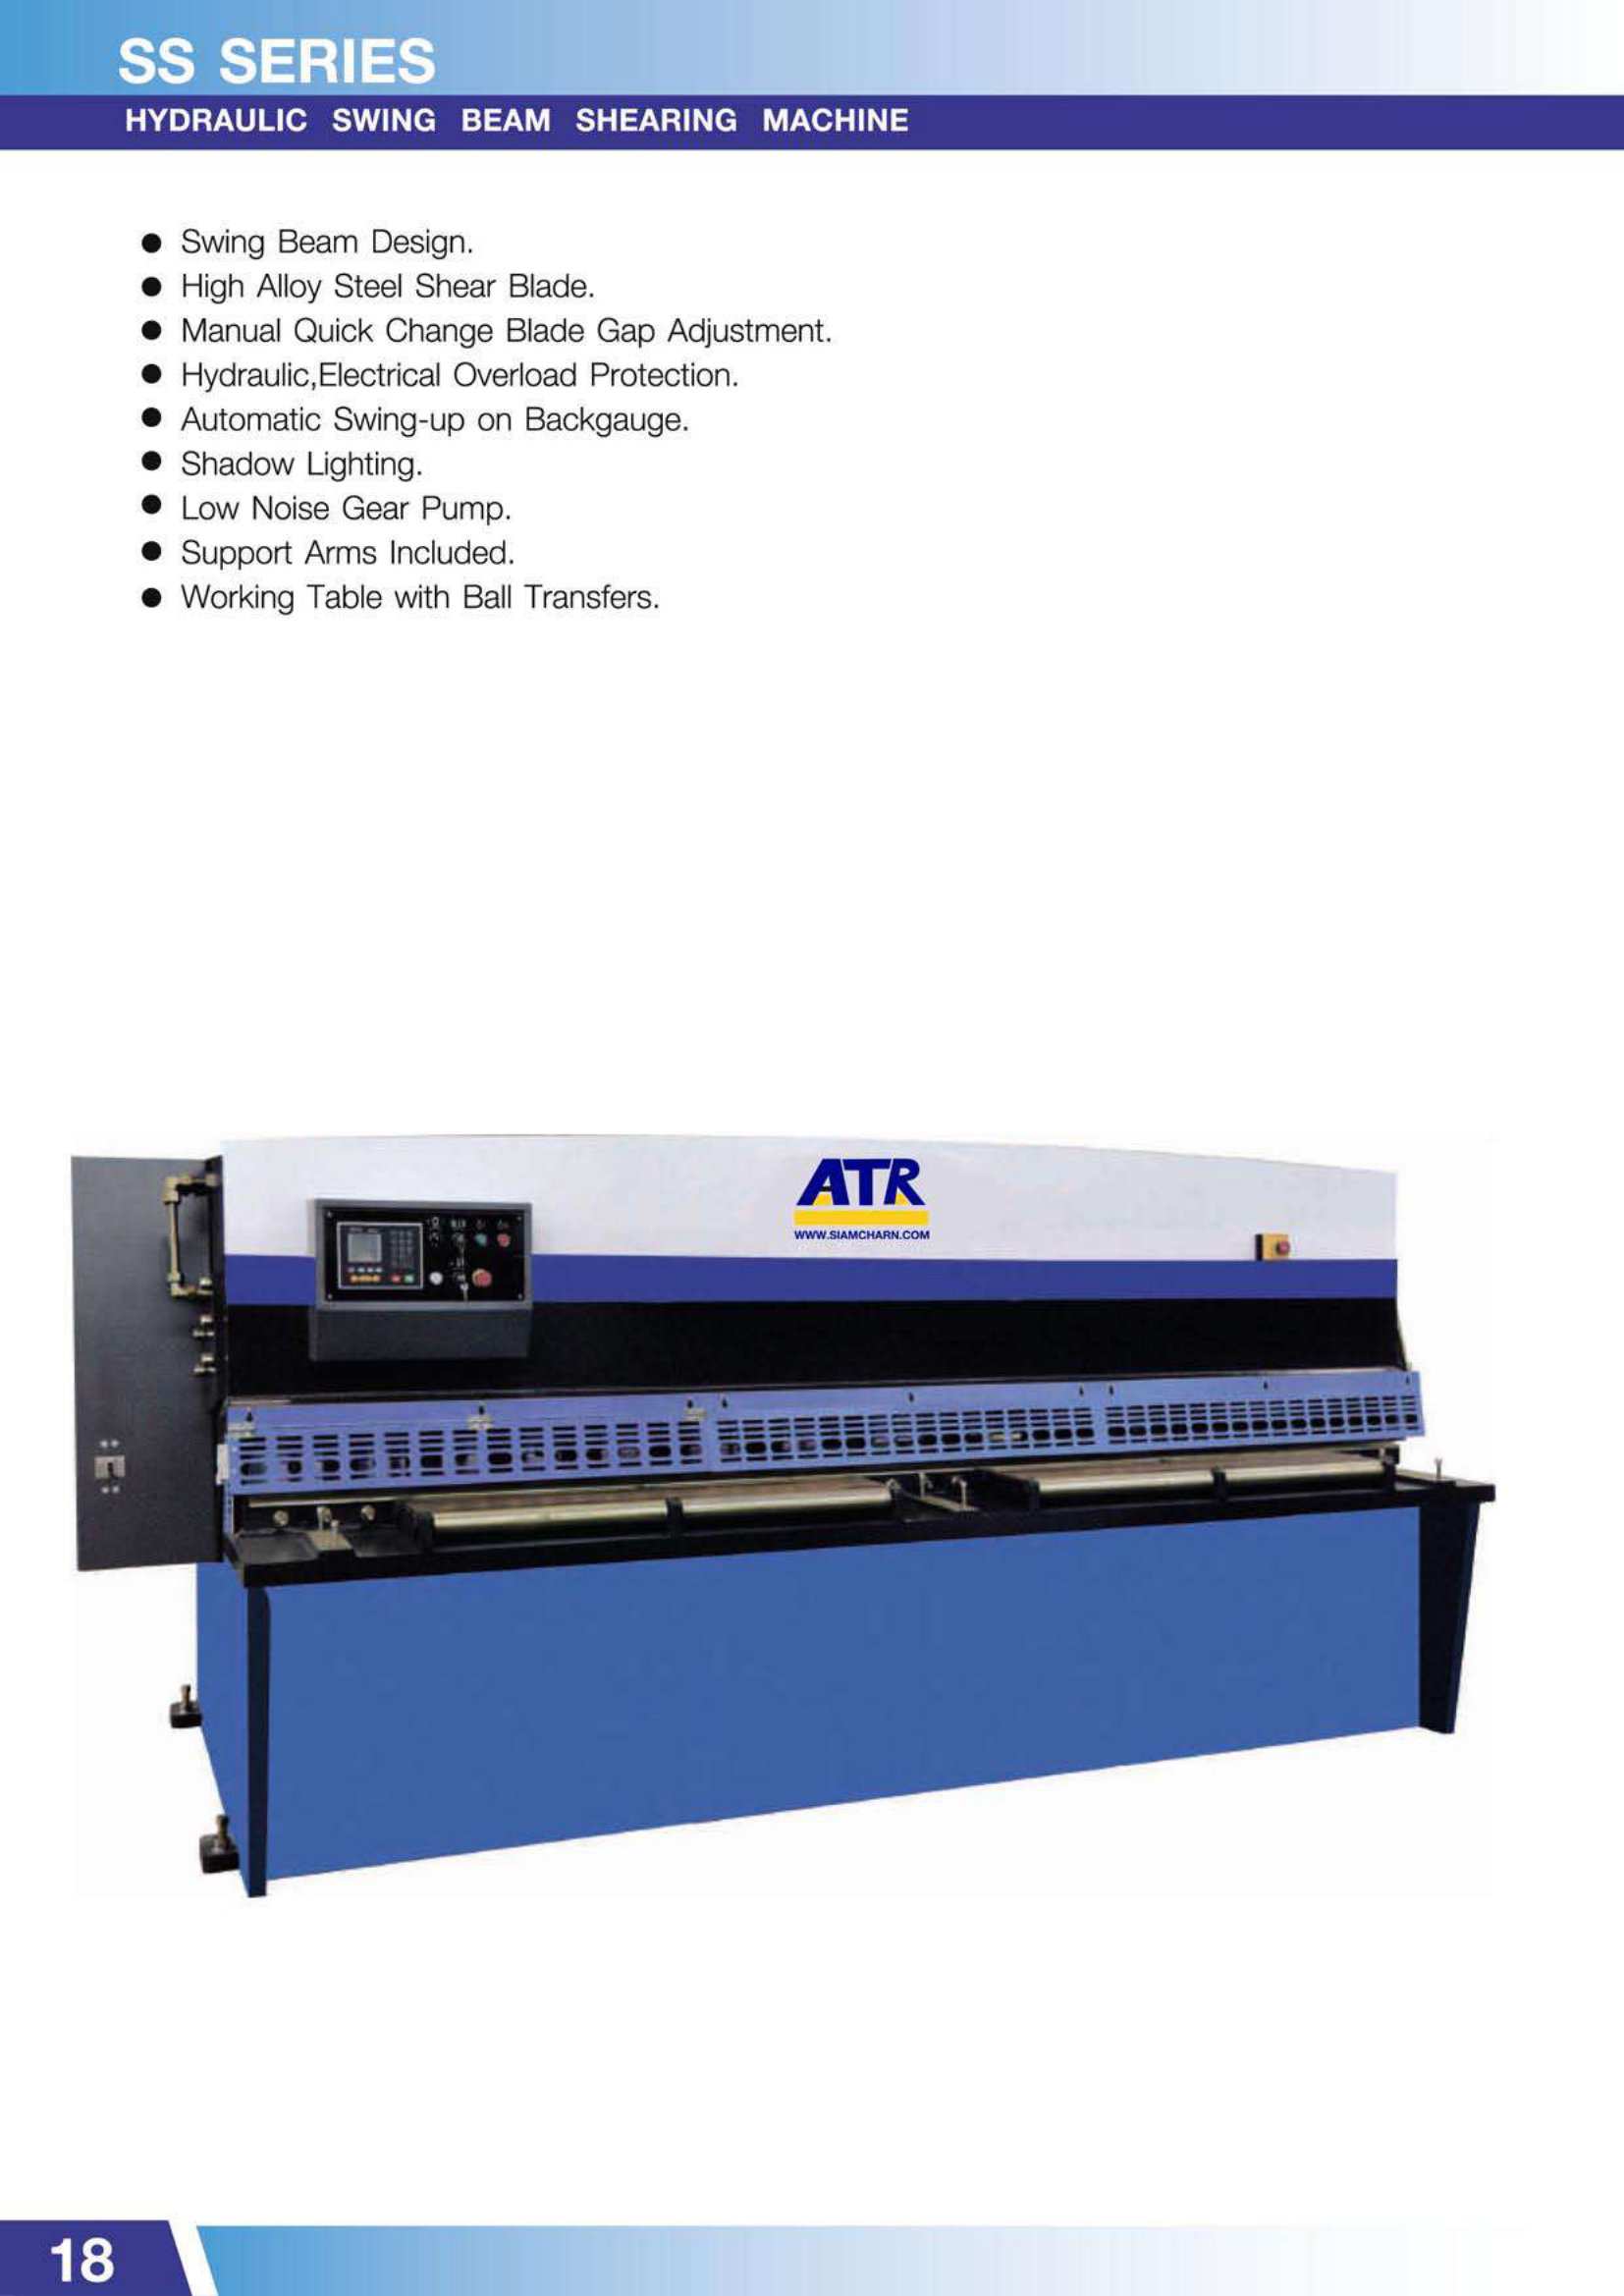 SS SERIES
HYDRAULIC SWING BEAM SHEARING MACHINE
● Swing Beam Design.
● High Alloy Steel Shear Blade.
● Manual Quick Change Blade Gap Adjustment.
● Hydraulic,Electrical Overload Protection.
● Automatic Swing-up on Backgauge.
● Shadow Lighting.
● Low Noise Gear Pump.
● Support Arms Included.
● Working Table with Ball Transfers.
ATR
WWW.SIAMCHARN.COM
18